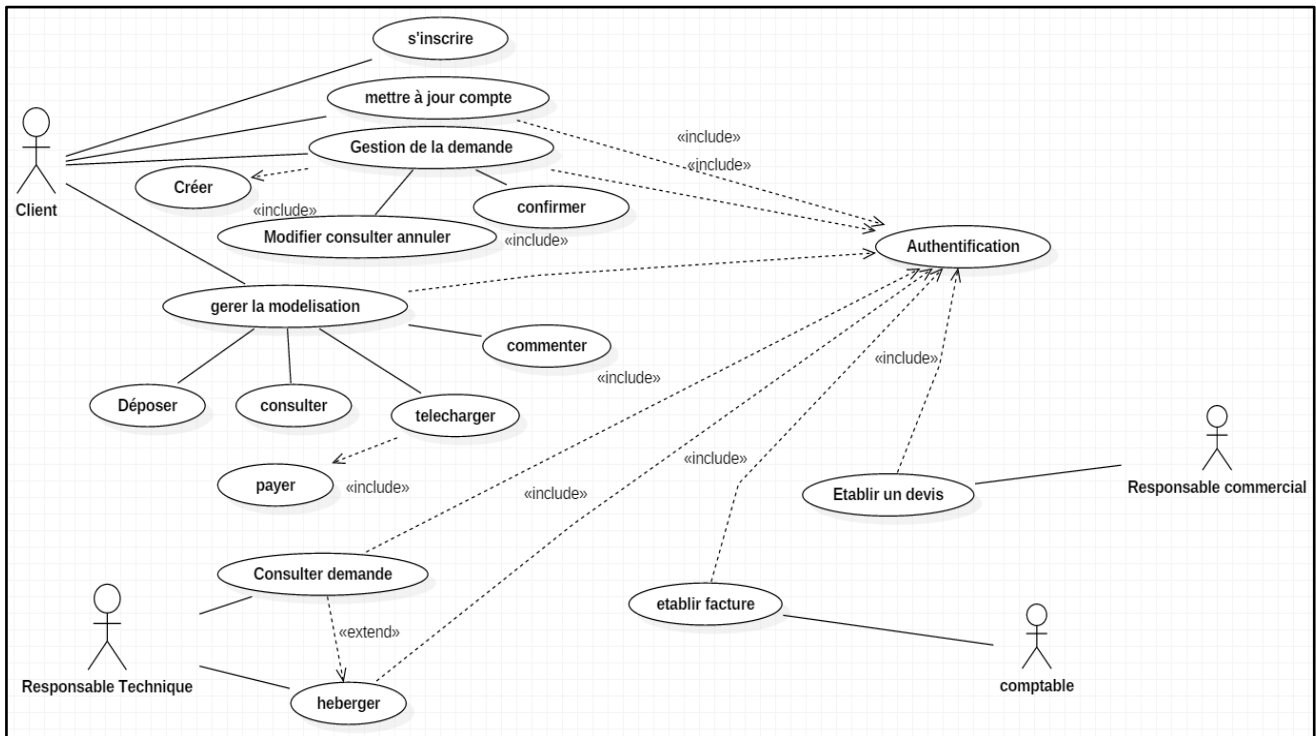 s'inscrire
mettre à jour compte
«include»
Gestion de la demande
«include»
Créer
Client
«include»
confirmer
Modifier consulter annuler
«include»
Authentification
gerer la modelisation
commenter
«include»
«include»
Déposer
consulter
telecharger
payer
«include»
«include»
«include»
Etablir un devis
Responsable commercial
Consulter demande
etablir facture
«extend»
Responsable Technique
heberger
comptable